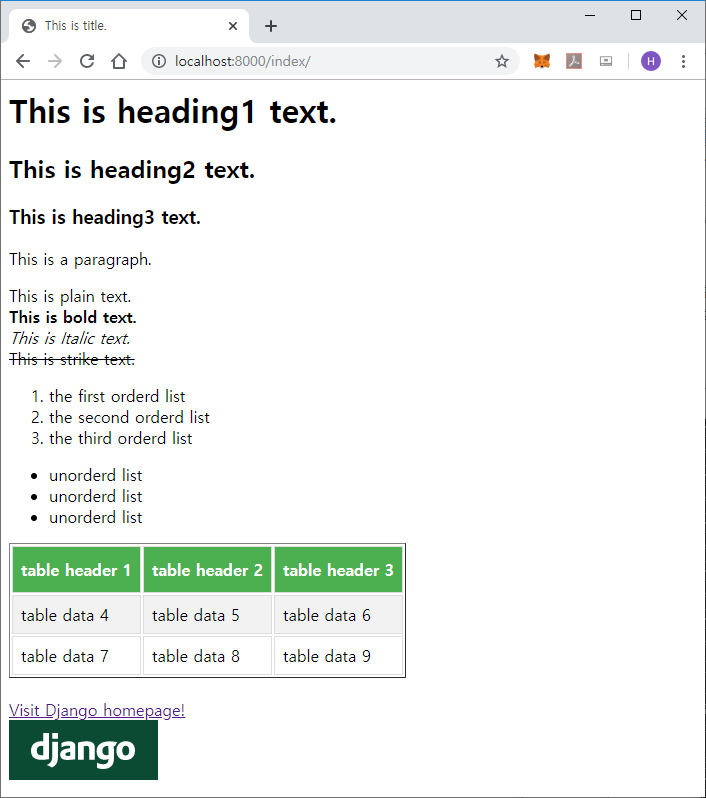 This is title.
localhost:8000/index/
H
This is heading1 text.
This is heading2 text.
This is heading3 text.
This is a paragraph.
This is plain text.
This is bold text.
This is Italic text.
This is strike text.
1. the first orderd list
2. the second orderd list
3. the third orderd list
• unorderd list
• unorderd list
• unorderd list
table header 1 table header 2 table header 3
table data 4 table data 5 table data 6
table data 7 table data 8 table data 9
Visit Django homepage!
django